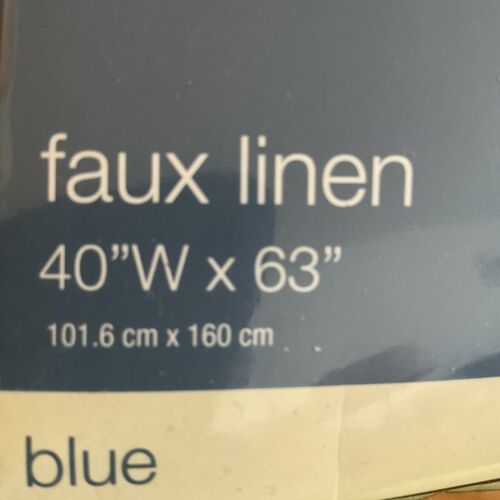 faux linen
40”W x 63”
101.6 cm x 160 cm
blue